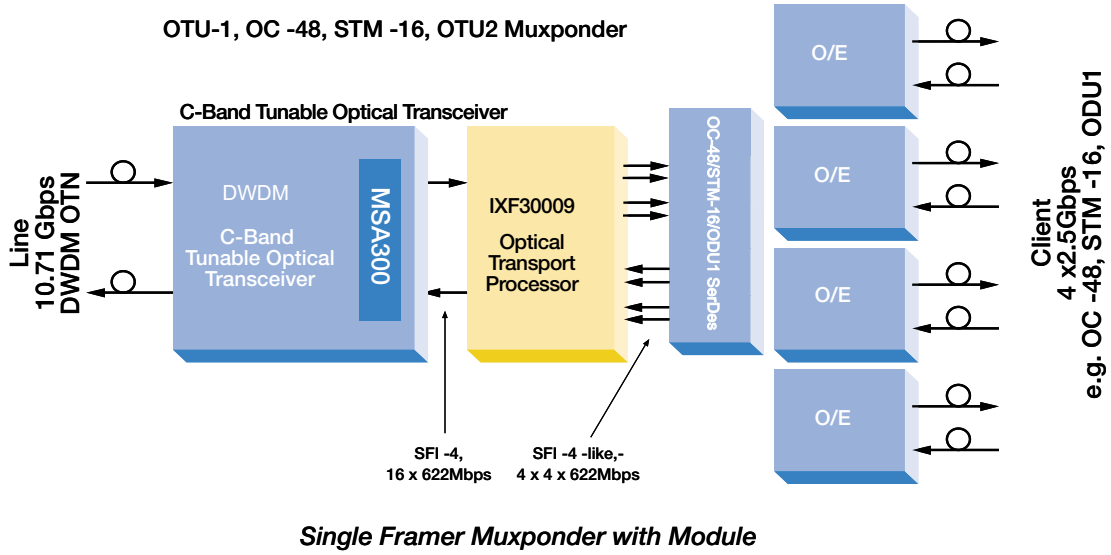 OTU-1, OC -48, STM -16, OTU2 Muxponder
C-Band Tunable Optical Transceiver
Line
10.71 Gbps
DWDM OTN
DWDM
C-Band
Tunable Optical
Transceiver
MSA300
IXF30009
Optical
Transport
Processor
OC-48/STM-16/ODU1 SerDes
O/E
O/E
O/E
O/E
Client
4 x2.5Gbps
e.g. OC -48, STM -16, ODU1
SFI -4,
16 x 622Mbps
SFI -4 -like,-
4 x 4 x 622Mbps
Single Framer Muxponder with Module